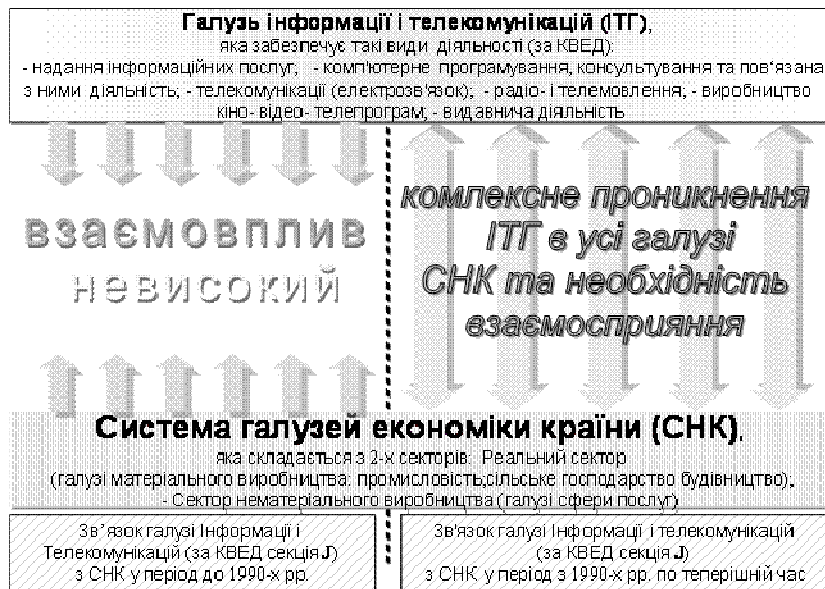 Галузь інформації і телекомунікацій (ІТГ),
яка забезпечує такі види діяльності (за КВЕД):
- надання інформаційних послуг; - комп'ютерне програмування, консультування та пов'язана
з ними діяльність; - телекомунікації (електрозв'язок); - радіо- і телемовлення; - виробництво
кіно- відео- телепрограм; - видавнича діяльність
взаємовплив
невисокий
комплексне проникнення
ІТГ в усі галузі
СНК та необхідність
взаємосприяння
Система галузей економіки країни (СНК),
яка складається з 2-х секторів: Реальний сектор
(галузі матеріального виробництва: промисловість,сільське господарство будівництво),
- Сектор нематеріального виробництва (галузі сфери послуг)
Зв'язок галузі Інформації і
Телекомунікацій (за КВЕД секція J)
з СНК у період до 1990-х рр.
Зв'язок галузі Інформації і телекомунікацій
(за КВЕД секція J)
з СНК у період з 1990-х рр. по теперішній час